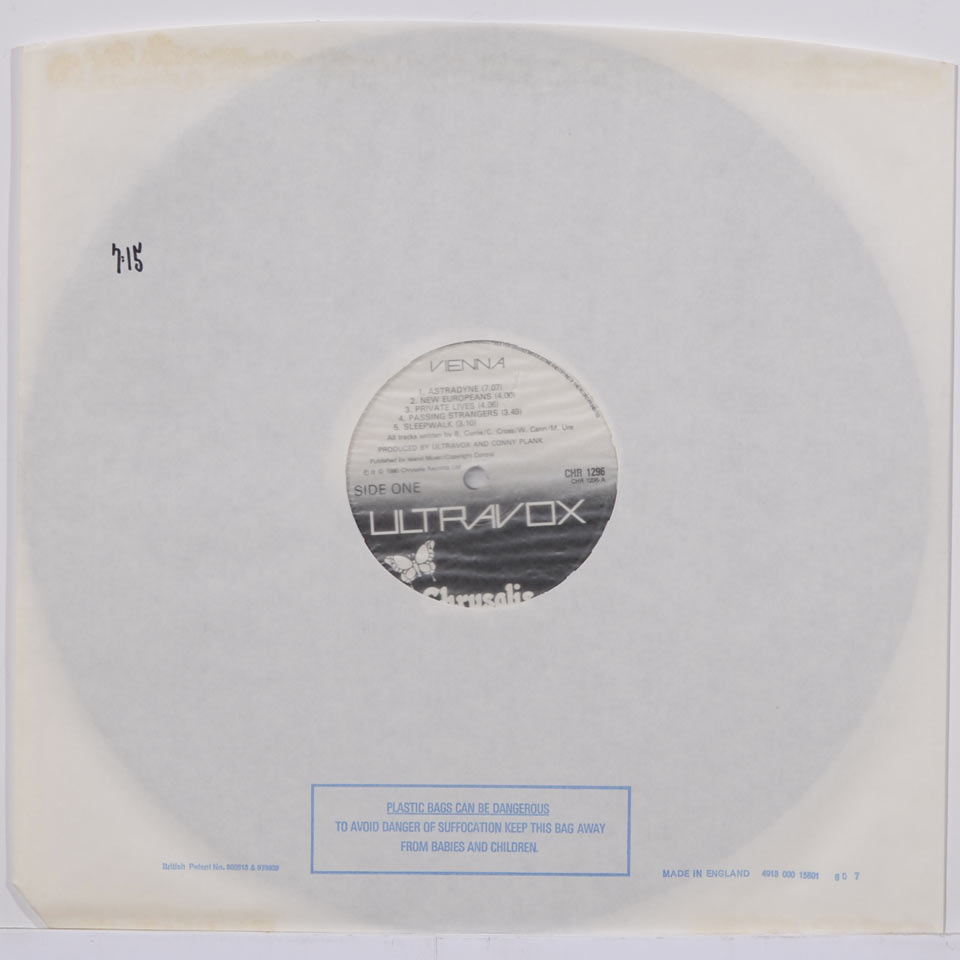 7:15
VIENNA
1. ASTRADYNE (7.07)
2. NEW EUROPEANS (4.00)
3. PRIVATE LIVES (4.06)
4. PASSING STRANGERS (3.49)
5. SLEEPWALK (3.10)
All tracks written by B. Currie/C. Cross/W. Cann/M. Ure
PRODUCED BY ULTRAVOX AND CONNY PLANK
Published by Island Music/Copyright Control
℗ & © 1980 Chrysalis Records Ltd
CHR 1296
CHR 1296-A
SIDE ONE
ULTRAVOX
Chrysalis
PLASTIC BAGS CAN BE DANGEROUS
TO AVOID DANGER OF SUFFOCATION KEEP THIS BAG AWAY
FROM BABIES AND CHILDREN.
British Patent No.
MADE IN ENGLAND 4918 000 15801 80 7